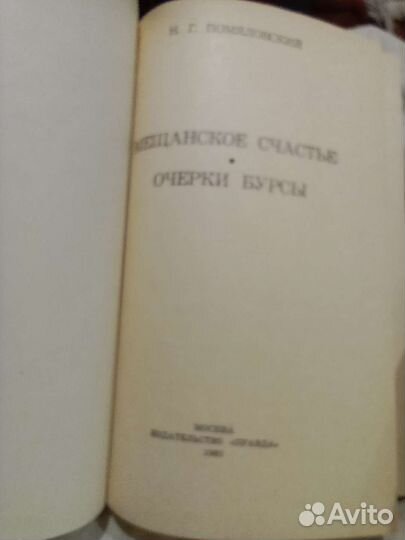 Н. Г. ПОМЯЛОВСКИЙ
МЕЩАНСКОЕ СЧАСТЬЕ
•
ОЧЕРКИ БУРСЫ
МОСКВА
ИЗДАТЕЛЬСТВО «ПРАВДА»
Avito